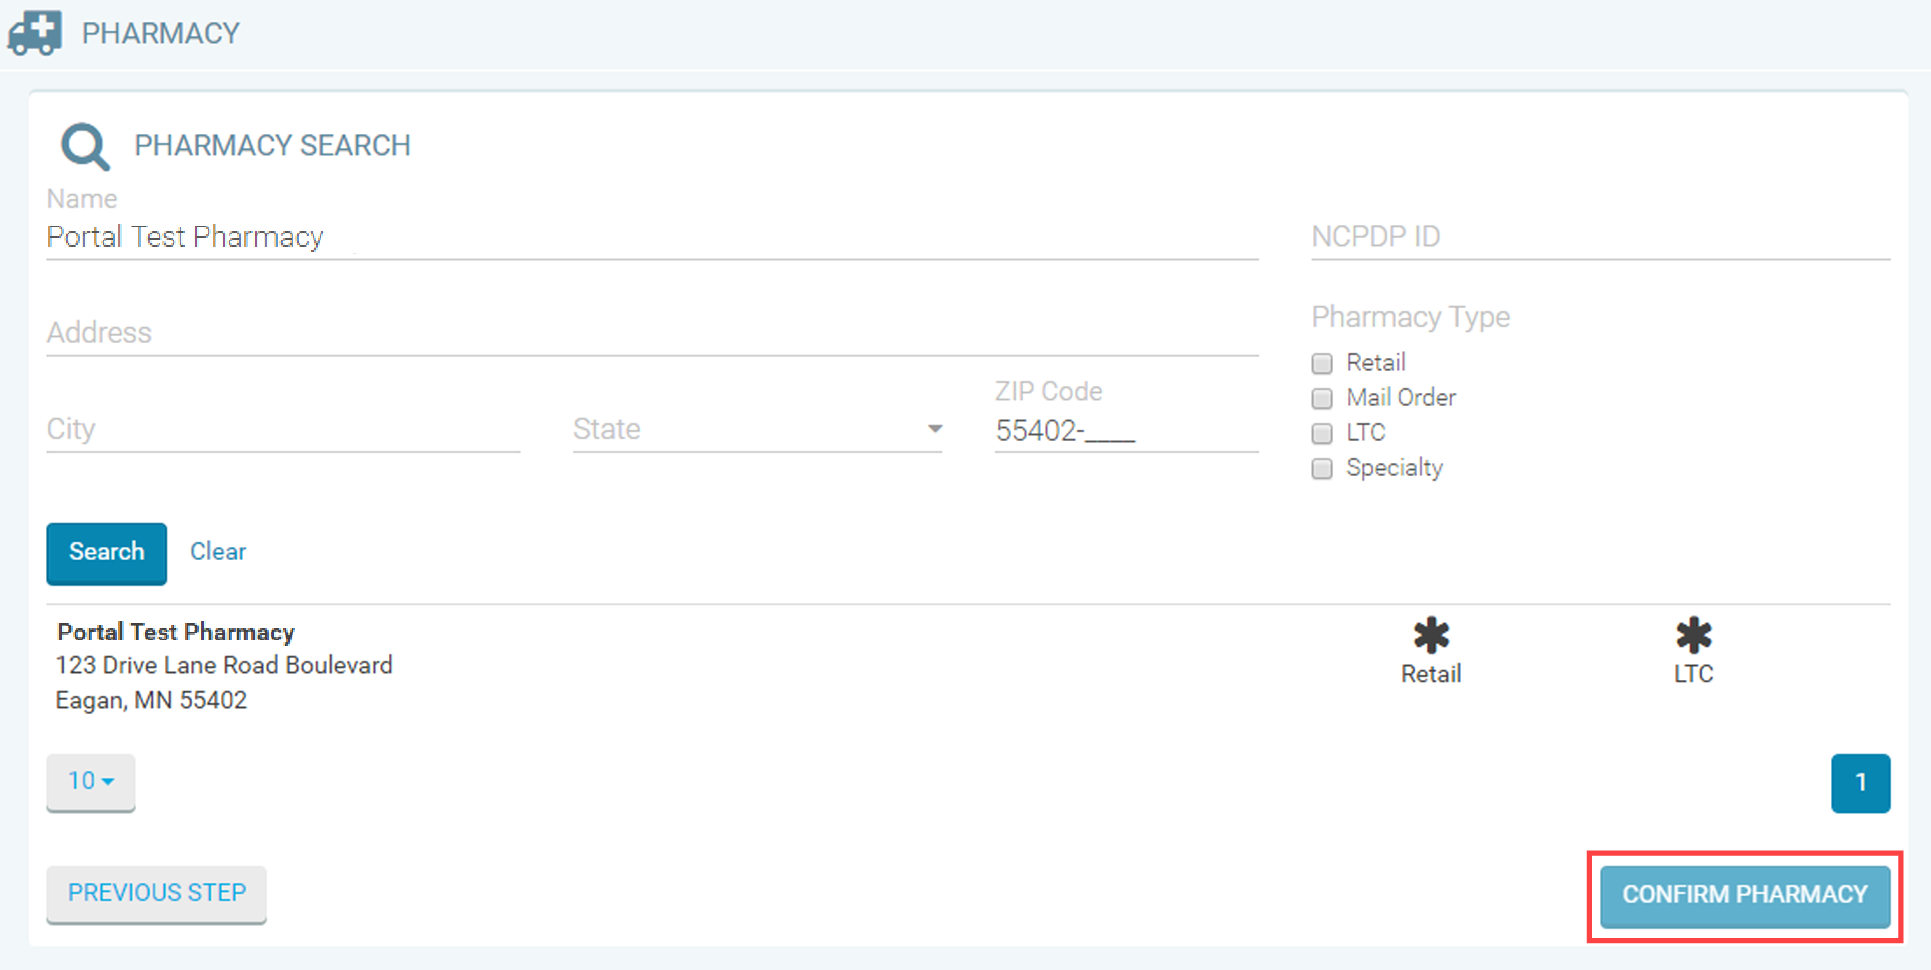 PHARMACY
PHARMACY SEARCH
Name
Portal Test Pharmacy
NCPDP ID
Address
Pharmacy Type
Retail
Mail Order
LTC
Specialty
City
State
ZIP Code
55402-____
Search
Clear
Portal Test Pharmacy
123 Drive Lane Road Boulevard
Eagan, MN 55402
Retail
LTC
10
1
PREVIOUS STEP
CONFIRM PHARMACY